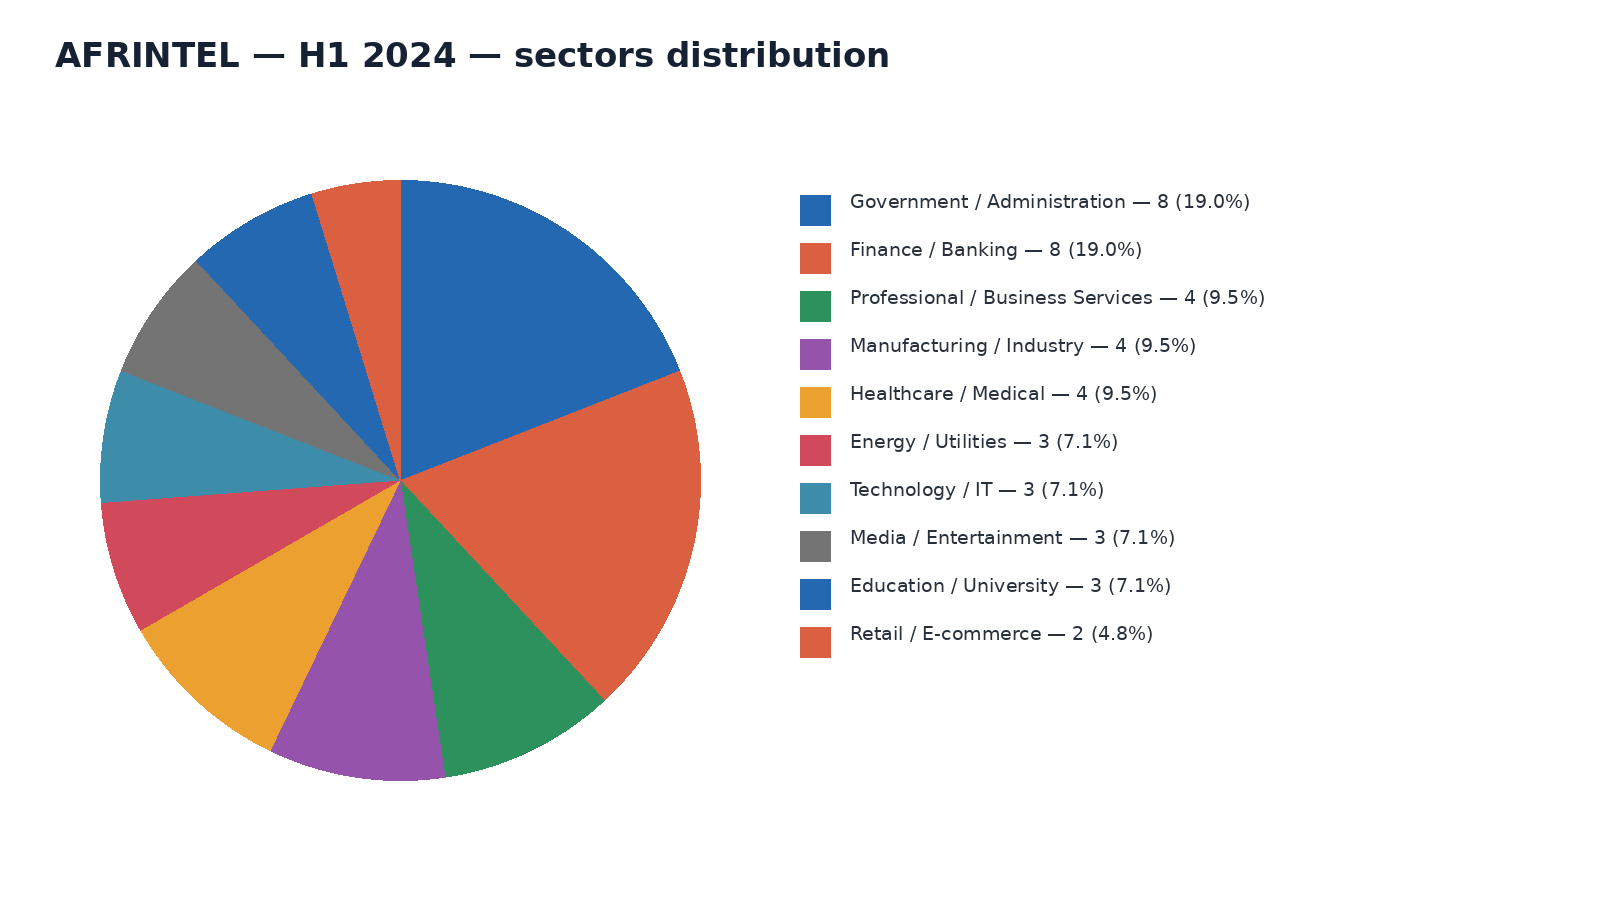 AFRINTEL — H1 2024 — sectors distribution
Government / Administration — 8 (19.0%)
Finance / Banking — 8 (19.0%)
Professional / Business Services — 4 (9.5%)
Manufacturing / Industry — 4 (9.5%)
Healthcare / Medical — 4 (9.5%)
Energy / Utilities — 3 (7.1%)
Technology / IT — 3 (7.1%)
Media / Entertainment — 3 (7.1%)
Education / University — 3 (7.1%)
Retail / E-commerce — 2 (4.8%)